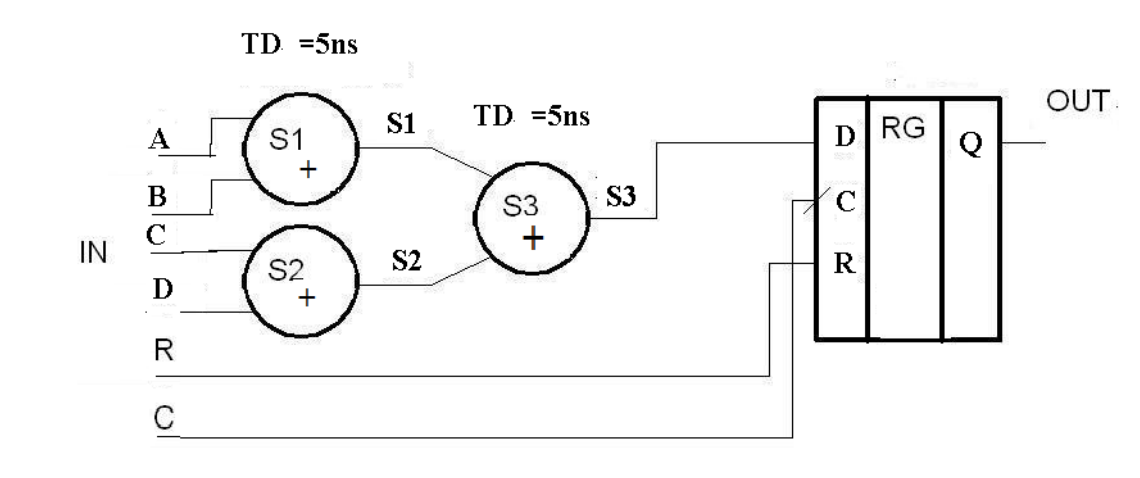 TD =5ns
TD =5ns
OUT
A
S1
+
S1
B
IN
C
D
S2
+
S2
S3
+
S3
D
RG
Q
C
R
R
C